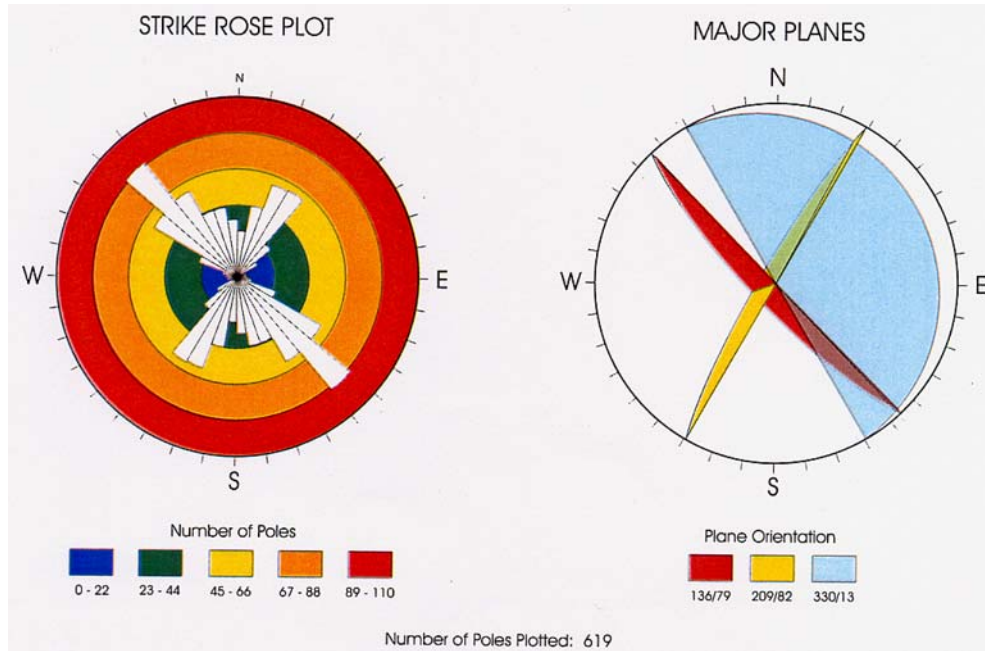 STRIKE ROSE PLOT
MAJOR PLANES
N
W
E
S
N
W
E
S
Number of Poles
0 - 22
23 - 44
45 - 66
67 - 88
89 - 110
Plane Orientation
136/79
209/82
330/13
Number of Poles Plotted: 619